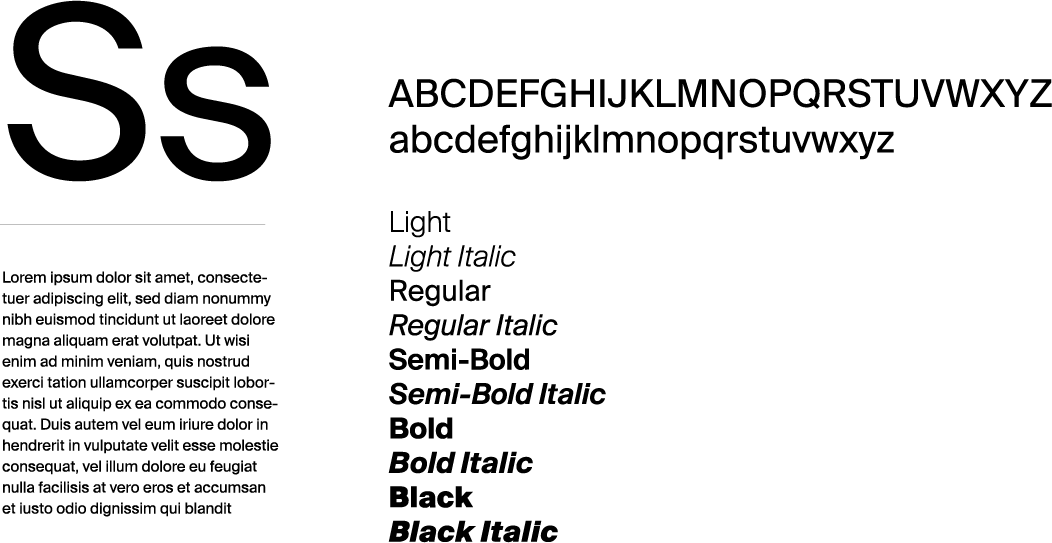 Ss
Lorem ipsum dolor sit amet, consecte-
tuer adipiscing elit, sed diam nonummy
nibh euismod tincidunt ut laoreet dolore
magna aliquam erat volutpat. Ut wisi
enim ad minim veniam, quis nostrud
exerci tation ullamcorper suscipit lobor-
tis nisl ut aliquip ex ea commodo conse-
quat. Duis autem vel eum iriure dolor in
hendrerit in vulputate velit esse molestie
consequat, vel illum dolore eu feugiat
nulla facilisis at vero eros et accumsan
et iusto odio dignissim qui blandit
ABCDEFGHIJKLMNOPQRSTUVWXYZ
abcdefghijklmnopqrstuvwxyz
Light
Light Italic
Regular
Regular Italic
Semi-Bold
Semi-Bold Italic
Bold
Bold Italic
Black
Black Italic